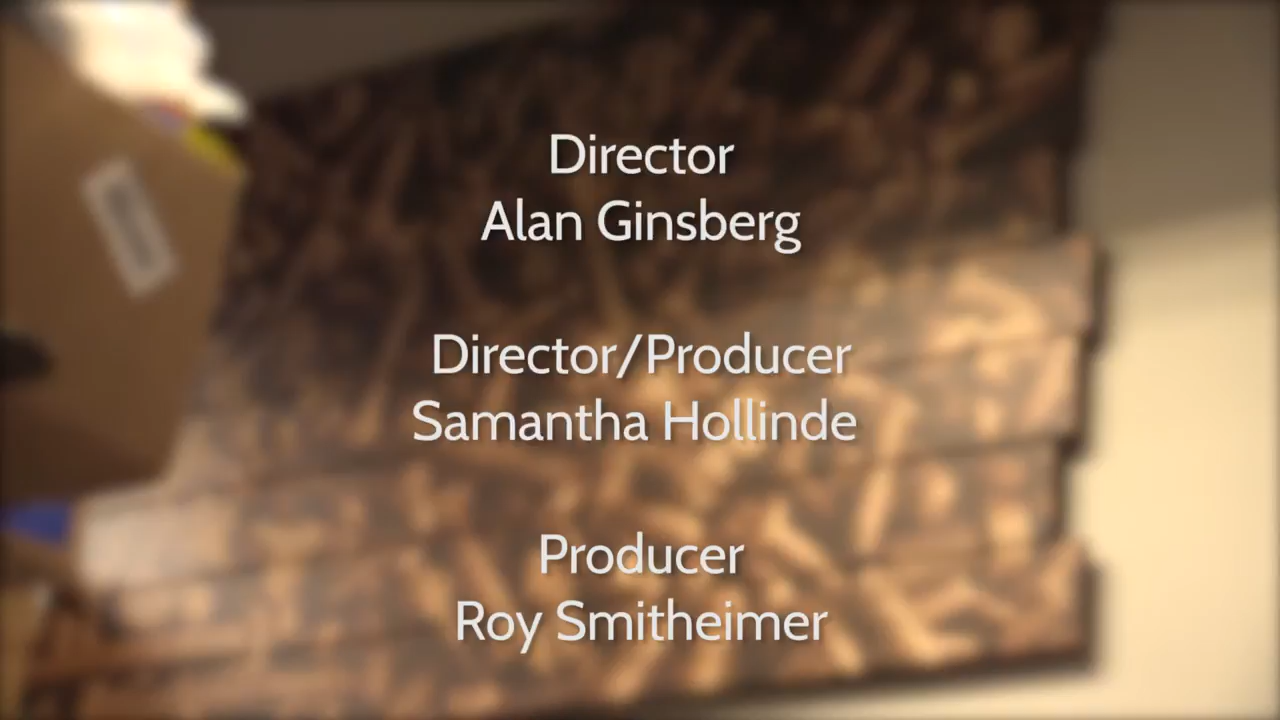 Director
Alan Ginsberg
Director/Producer
Samantha Hollinde
Producer
Roy Smitheimer